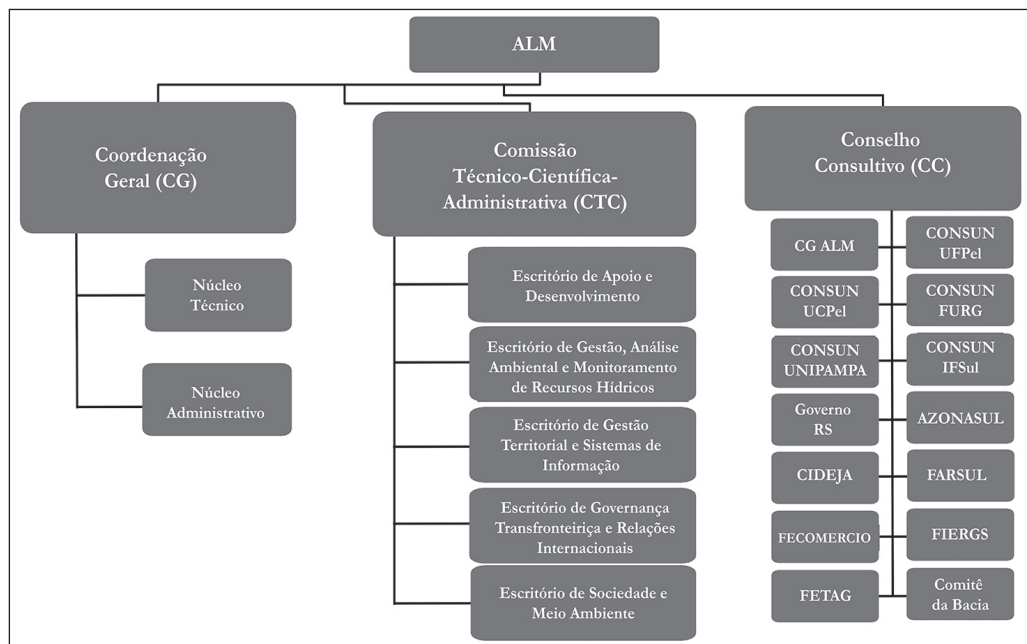 ALM
Coordenação
Geral (CG)
Núcleo
Técnico
Núcleo
Administrativo
Comissão
Técnico-Científica-
Administrativa (CTC)
Escritório de Apoio e
Desenvolvimento
Escritório de Gestão, Análise
Ambiental e Monitoramento
de Recursos Hídricos
Escritório de Gestão
Territorial e Sistemas de
Informação
Escritório de Governança
Transfronteiriça e Relações
Internacionais
Escritório de Sociedade e
Meio Ambiente
Conselho
Consultivo (CC)
CG ALM
CONSUN
UFPel
CONSUN
UCPel
CONSUN
FURG
CONSUN
UNIPAMPA
CONSUN
IFSul
Governo
RS
AZONASUL
CIDEJA
FARSUL
FECOMERCIO
FIERGS
FETAG
Comitê
da Bacia